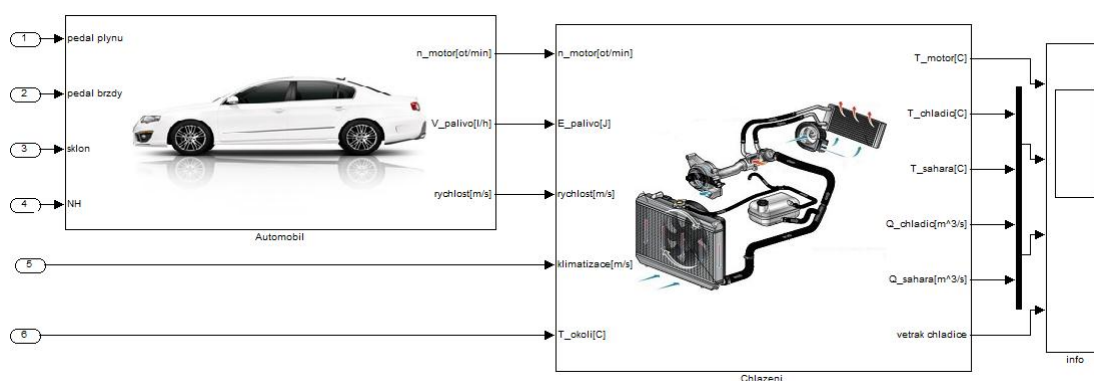 1
pedal plynu
2
pedal brzdy
3
sklon
4
NH
n_motor[ot/min]
V_palivo[l/h]
rychlost[m/s]
Automobil
5
6
n_motor[ot/min]
E_palivo[J]
rychlost[m/s]
klimatizace[m/s]
T_okoli[C]
T_motor[C]
T_chladic[C]
T_sahara[C]
Q_chladic[m^3/s]
Q_sahara[m^3/s]
vetrak chladice
Chlazeni
info